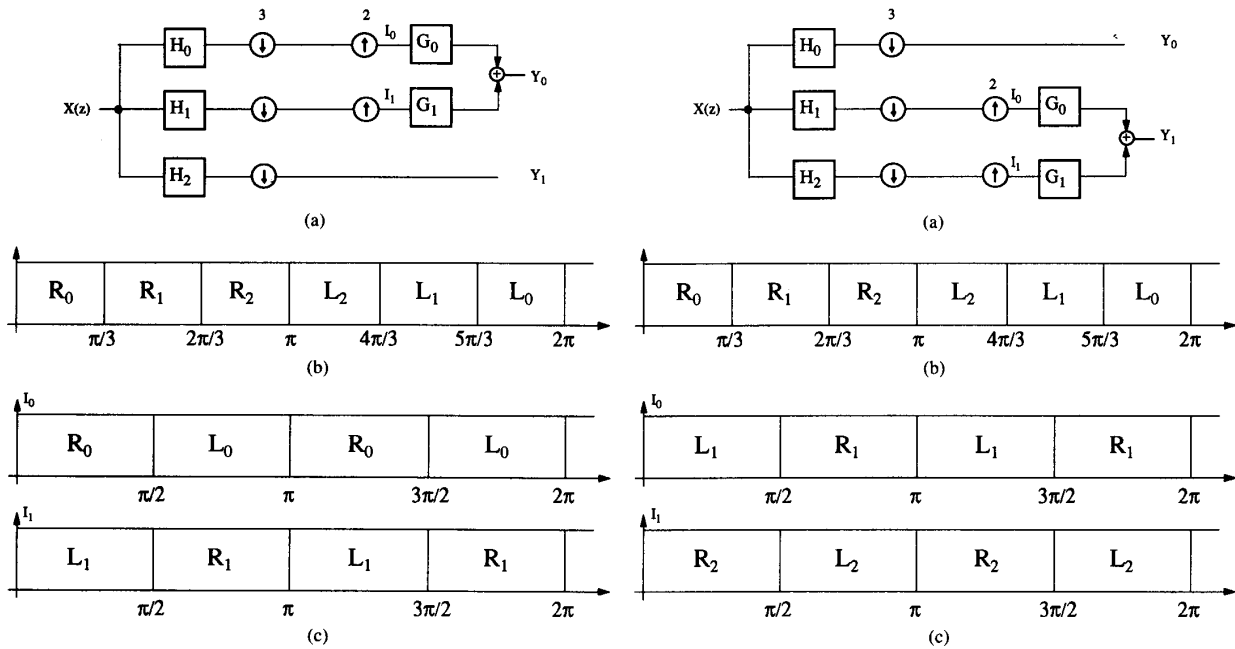 3 2 I₀
H₀ G₀
Y₀
X(z) H₁ I₁ G₁
H₂ Y₁
(a)
R₀ R₁ R₂ L₂ L₁ L₀
π/3 2π/3 π 4π/3 5π/3 2π
(b)
I₀
R₀ L₀ R₀ L₀
π/2 π 3π/2 2π
I₁
L₁ R₁ L₁ R₁
π/2 π 3π/2 2π
(c)
3
H₀ Y₀
2 I₀
X(z) H₁ G₀
Y₁
H₂ I₁ G₁
(a)
R₀ R₁ R₂ L₂ L₁ L₀
π/3 2π/3 π 4π/3 5π/3 2π
(b)
I₀
L₁ R₁ L₁ R₁
π/2 π 3π/2 2π
I₁
R₂ L₂ R₂ L₂
π/2 π 3π/2 2π
(c)